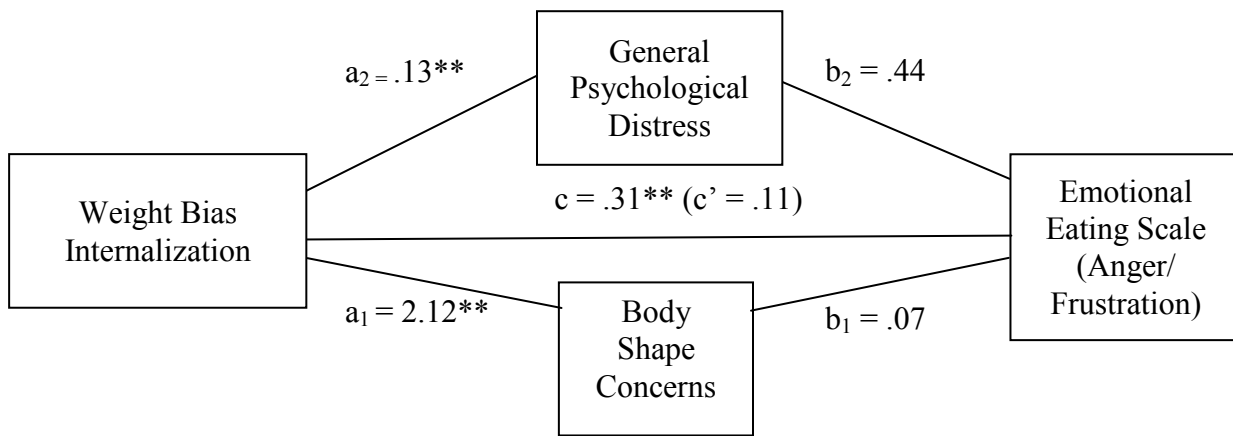 General
Psychological
Distress
a₂ = .13**
b₂ = .44
Weight Bias
Internalization
c = .31** (c’ = .11)
Emotional
Eating Scale
(Anger/
Frustration)
a₁ = 2.12**
Body
Shape
Concerns
b₁ = .07